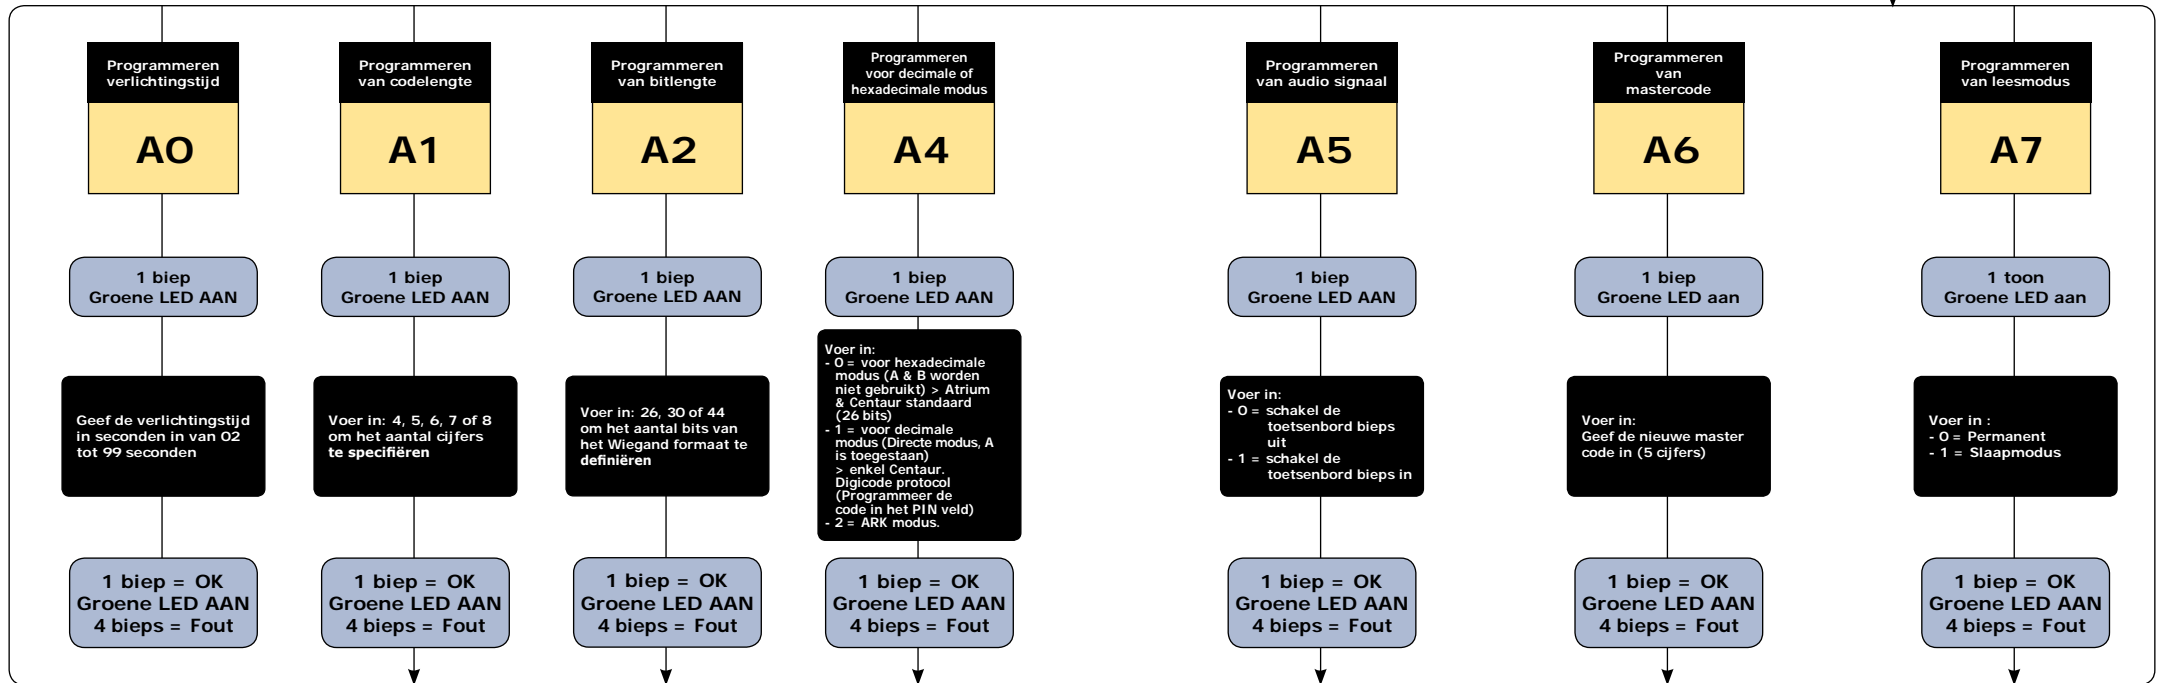 Programmeren
verlichtingstijd
A0
1 biep
Groene LED AAN
Geef de verlichtingstijd
in seconden in van 02
tot 99 seconden
1 biep = OK
Groene LED AAN
4 bieps = Fout
Programmeren
van codelengte
A1
1 biep
Groene LED AAN
Voer in: 4, 5, 6, 7 of 8
om het aantal cijfers
te specifiëren
1 biep = OK
Groene LED AAN
4 bieps = Fout
Programmeren
van bitlengte
A2
1 biep
Groene LED AAN
Voer in: 26, 30 of 44
om het aantal bits van
het Wiegand formaat te
definiëren
1 biep = OK
Groene LED AAN
4 bieps = Fout
Programmeren
voor decimale of
hexadecimale modus
A4
1 biep
Groene LED AAN
Voer in:
- 0 = voor hexadecimale
modus (A & B worden
niet gebruikt) > Atrium
& Centaur standaard
(26 bits)
- 1 = voor decimale
modus (Directe modus, A
is toegestaan)
> enkel Centaur.
Digicode protocol
(Programmeer de
code in het PIN veld)
- 2 = ARK modus.
1 biep = OK
Groene LED AAN
4 bieps = Fout
Programmeren
van audio signaal
A5
1 biep
Groene LED AAN
Voer in:
- 0 = schakel de
toetsenbord bieps
uit
- 1 = schakel de
toetsenbord bieps in
1 biep = OK
Groene LED AAN
4 bieps = Fout
Programmeren
van
mastercode
A6
1 biep
Groene LED aan
Voer in:
Geef de nieuwe master
code in (5 cijfers)
1 biep = OK
Groene LED AAN
4 bieps = Fout
Programmeren
van leesmodus
A7
1 toon
Groene LED aan
Voer in :
- 0 = Permanent
- 1 = Slaapmodus
1 biep = OK
Groene LED AAN
4 bieps = Fout